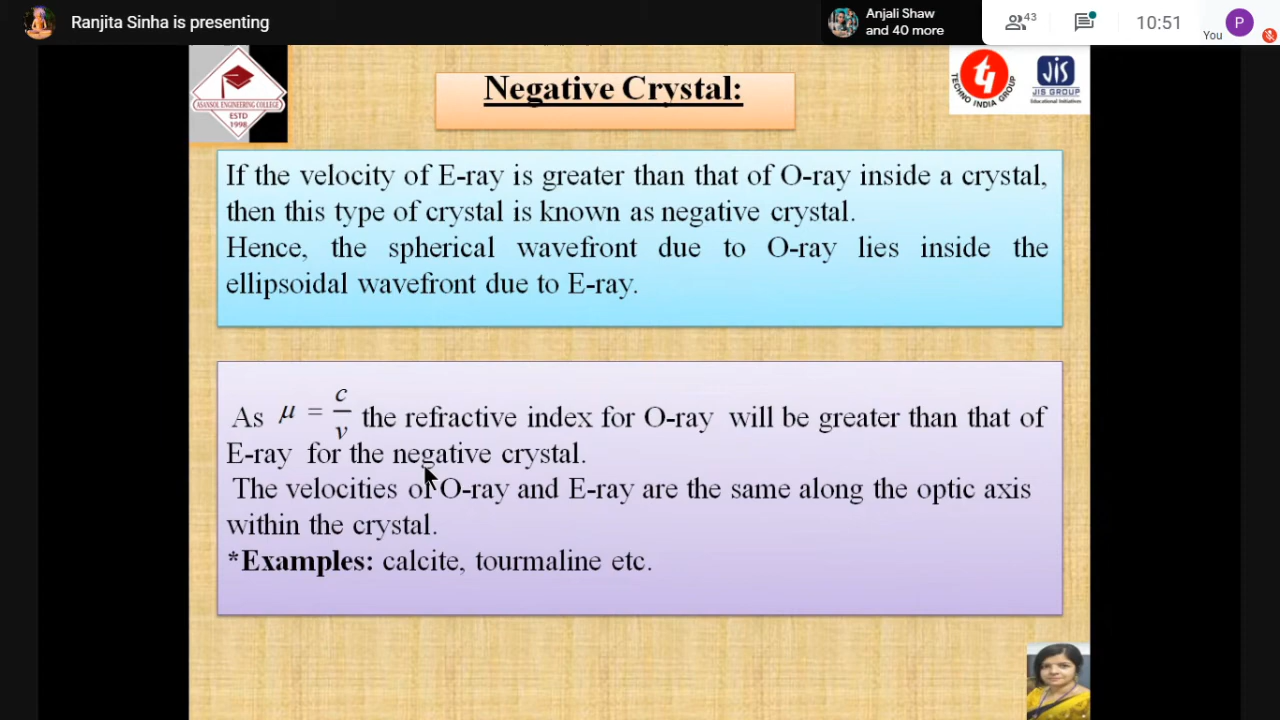 Ranjita Sinha is presenting
Anjali Shaw
and 40 more
43
10:51
You
P
ASANSOL ENGINEERING COLLEGE
ESTD
1998
Negative Crystal:
TECHNO INDIA GROUP
JIS
JIS GROUP
Educational Initiatives
If the velocity of E-ray is greater than that of O-ray inside a crystal,
then this type of crystal is known as negative crystal.
Hence, the spherical wavefront due to O-ray lies inside the
ellipsoidal wavefront due to E-ray.
As μ = c/v the refractive index for O-ray will be greater than that of
E-ray for the negative crystal.
The velocities of O-ray and E-ray are the same along the optic axis
within the crystal.
*Examples: calcite, tourmaline etc.